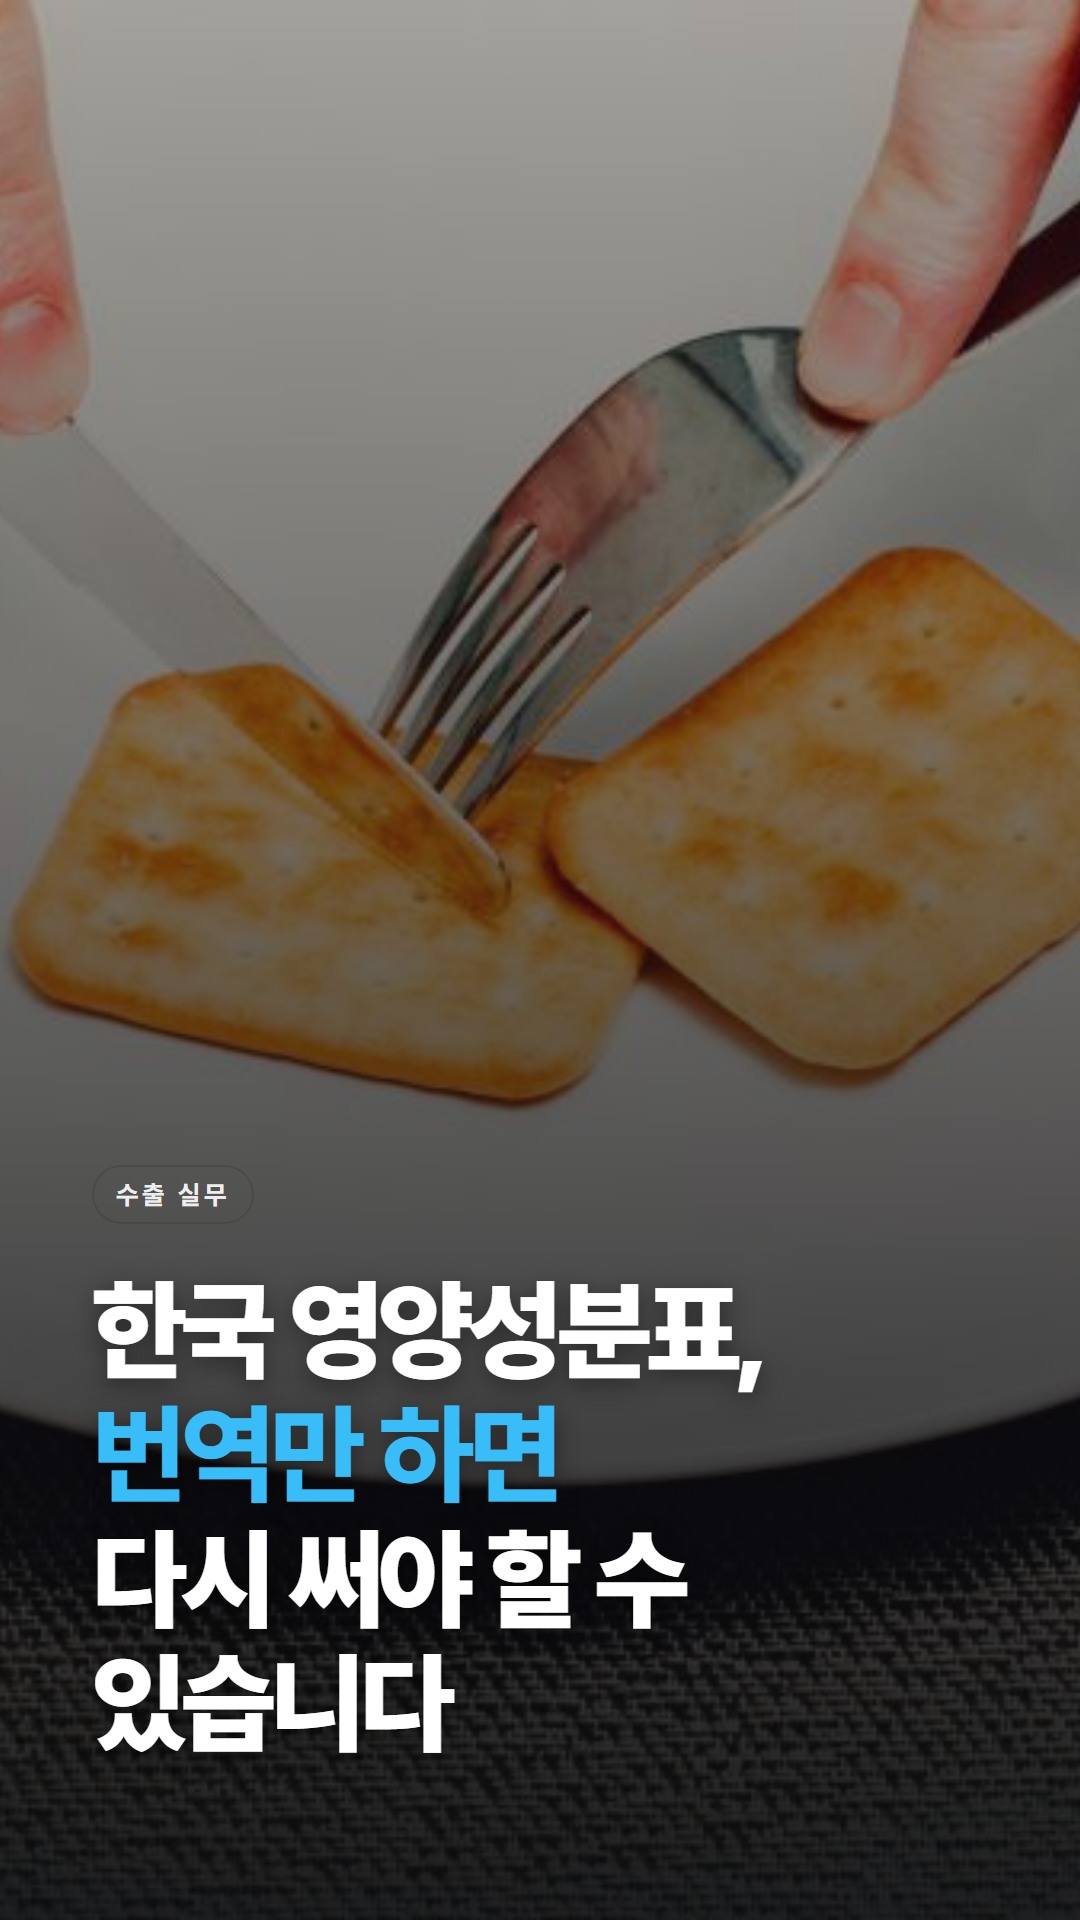 수출 실무
한국 영양성분표,
번역만 하면
다시 써야 할 수
있습니다